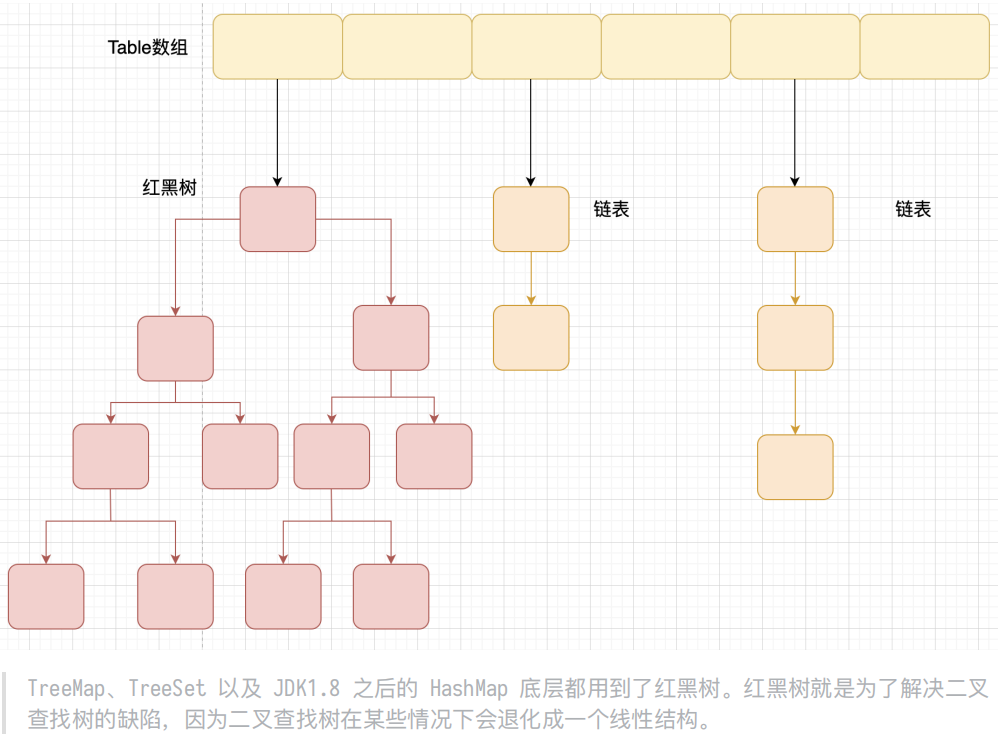 Table数组
红黑树
链表
链表
TreeMap、TreeSet 以及 JDK1.8 之后的 HashMap 底层都用到了红黑树。红黑树就是为了解决二叉
查找树的缺陷，因为二叉查找树在某些情况下会退化成一个线性结构。